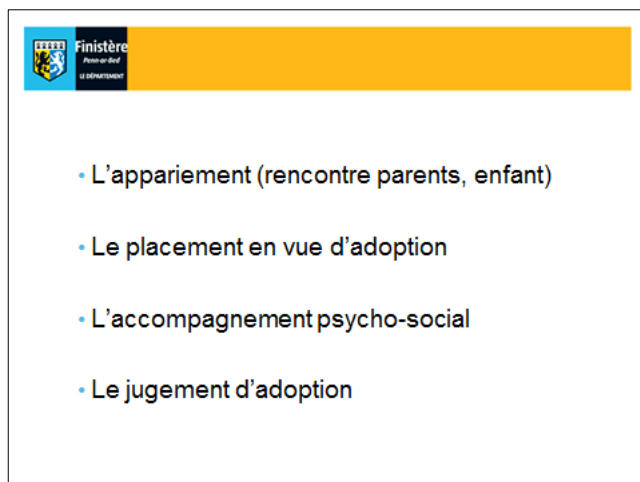 Finistère
Penn-ar-Bed
LE DÉPARTEMENT
• L'appariement (rencontre parents, enfant)
• Le placement en vue d'adoption
• L'accompagnement psycho-social
• Le jugement d'adoption